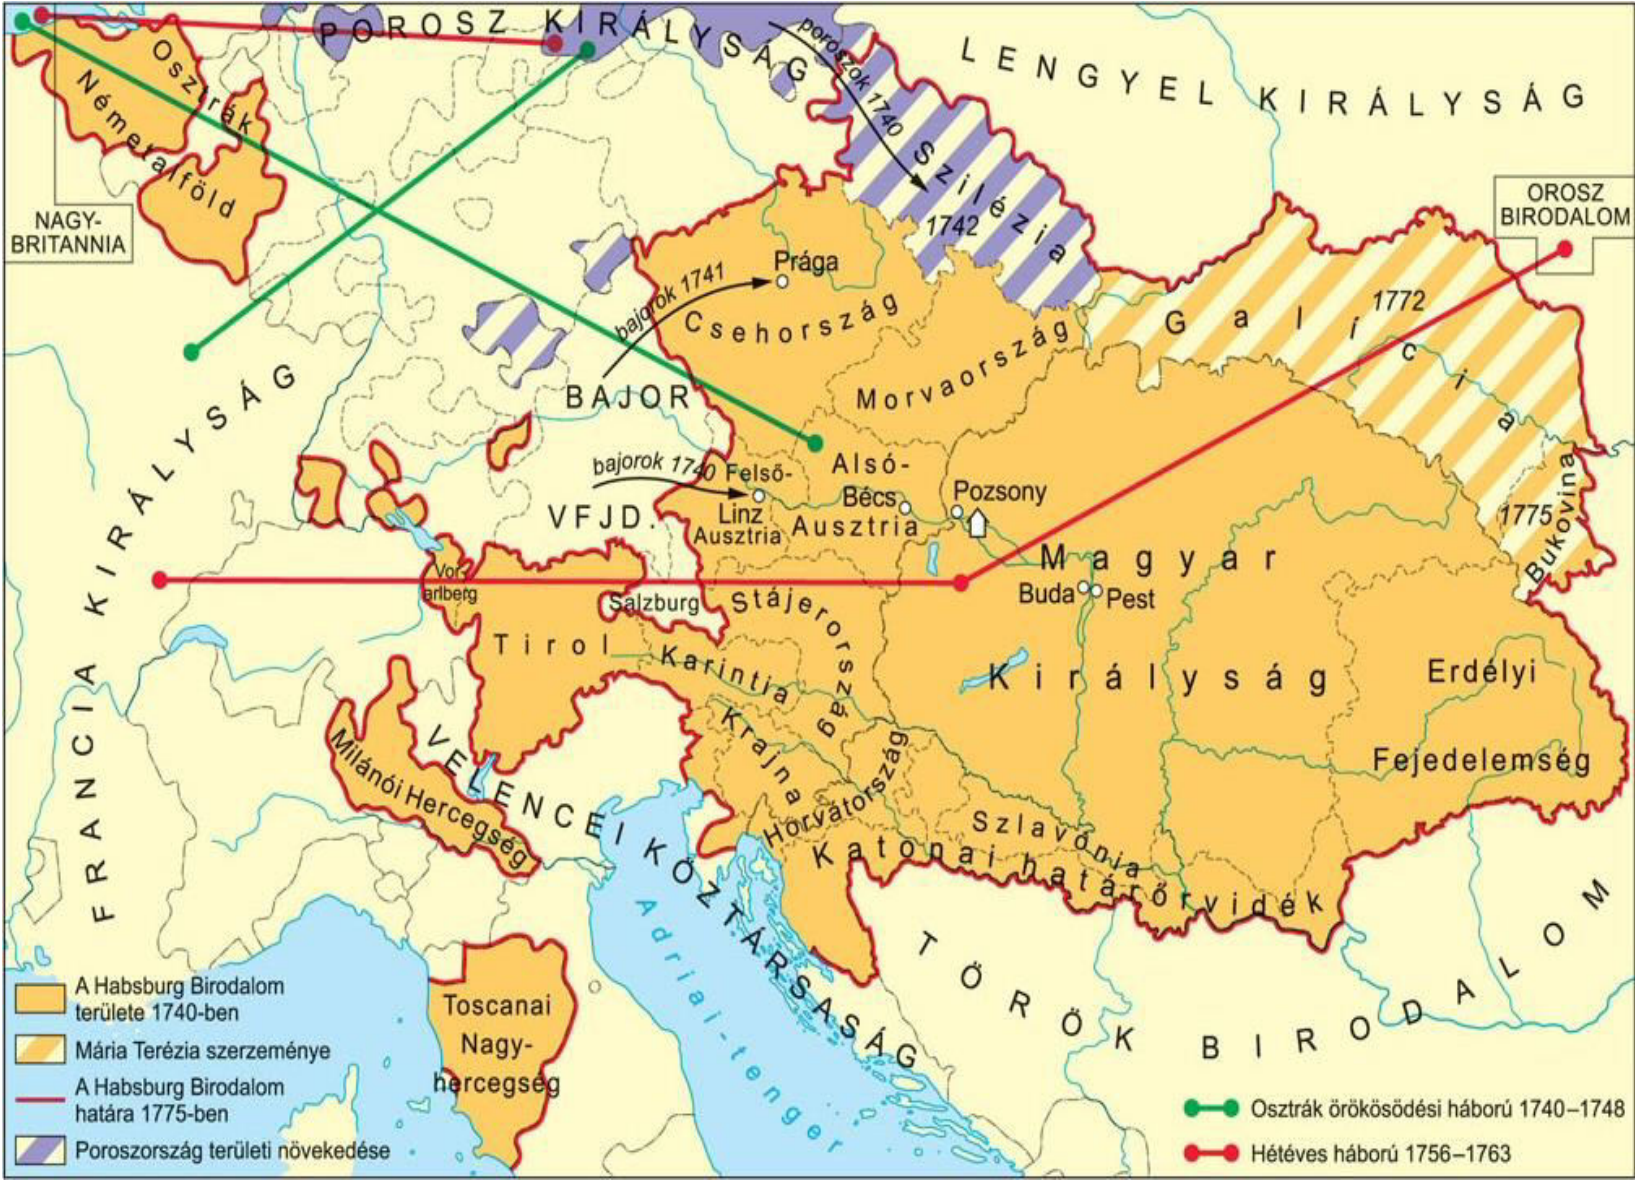 POROSZ KIRÁLYSÁG
LENGYEL KIRÁLYSÁG
Osztrák
Németalföld
poroszok 1740
Szilézia
1742
NAGY-
BRITANNIA
OROSZ
BIRODALOM
Prága
bajorok 1741
Csehország
Morvaország
Galícia
1772
BAJOR
VFJD.
bajorok 1740
Felső-
Linz
Ausztria
Alsó-
Bécs
Ausztria
Pozsony
1775
Bukovina
FRANCIA KIRÁLYSÁG
Vor-
arlberg
Salzburg
Tirol
Stájerország
Karintia
Krajna
Magyar
Buda
Pest
Királyság
Erdélyi
Fejedelemség
Milánói Hercegség
VELENCEI KÖZTÁRSASÁG
Horvátország
Szlavónia
Katonai határőrvidék
TÖRÖK BIRODALOM
Adriai-tenger
Toscanai
Nagy-
hercegség
A Habsburg Birodalom
területe 1740-ben
Mária Terézia szerzeménye
A Habsburg Birodalom
határa 1775-ben
Poroszország területi növekedése
Osztrák örökösödési háború 1740–1748
Hétéves háború 1756–1763